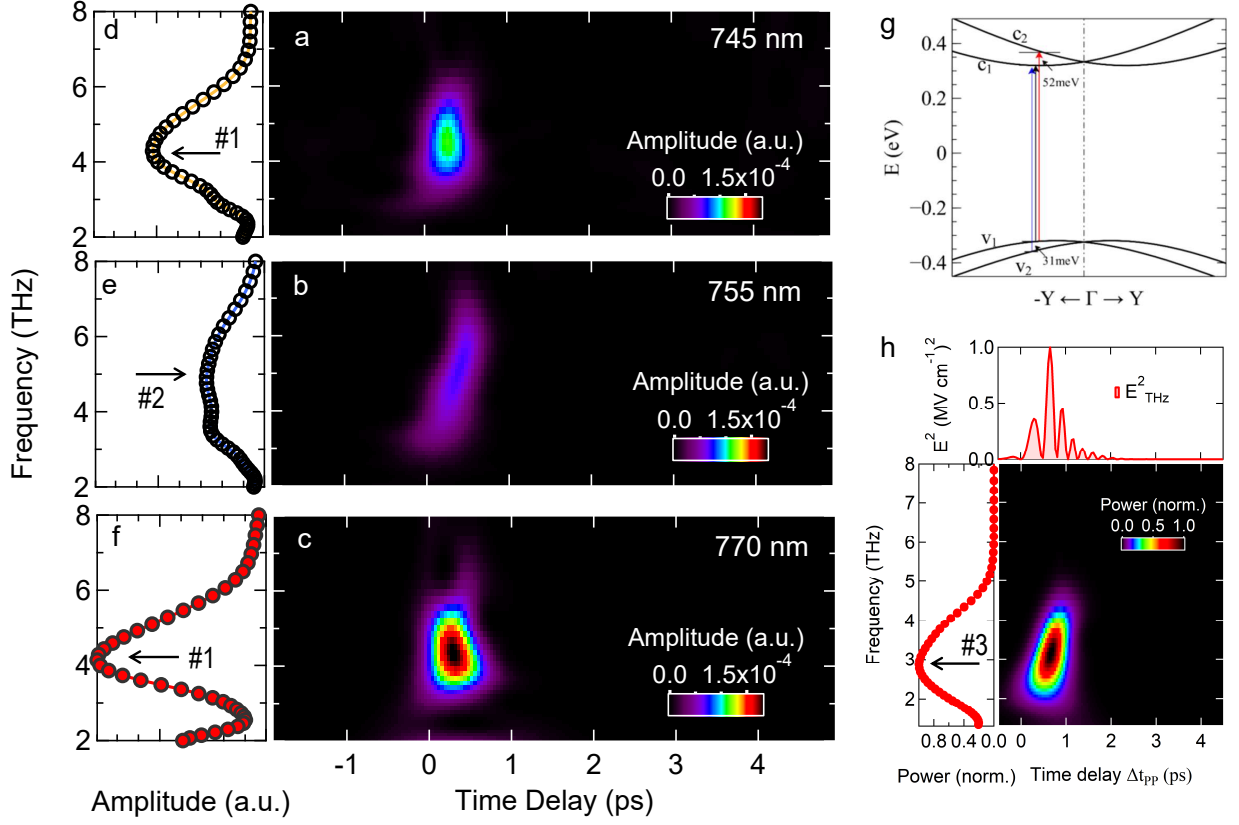 d
8
6
4
2
#1
a
745 nm
Amplitude (a.u.)
0.0 1.5x10⁻⁴
e
8
6
4
2
#2
b
755 nm
Amplitude (a.u.)
0.0 1.5x10⁻⁴
f
8
6
4
2
#1
c
770 nm
Amplitude (a.u.)
0.0 1.5x10⁻⁴
Frequency (THz)
-1 0 1 2 3 4
Amplitude (a.u.)
Time Delay (ps)
g
0.4
0.2
0
−0.2
−0.4
E (eV)
c₂
c₁
52meV
v₁
v₂
31meV
-Y ← Γ → Y
h
1.0
0.5
0.0
E² (MV cm⁻¹)²
E²THz
8
7
6
5
4
3
2
Frequency (THz)
#3
Power (norm.)
0.0 0.5 1.0
0.8 0.4 0.0
0 1 2 3 4
Power (norm.)
Time delay ΔtPP (ps)